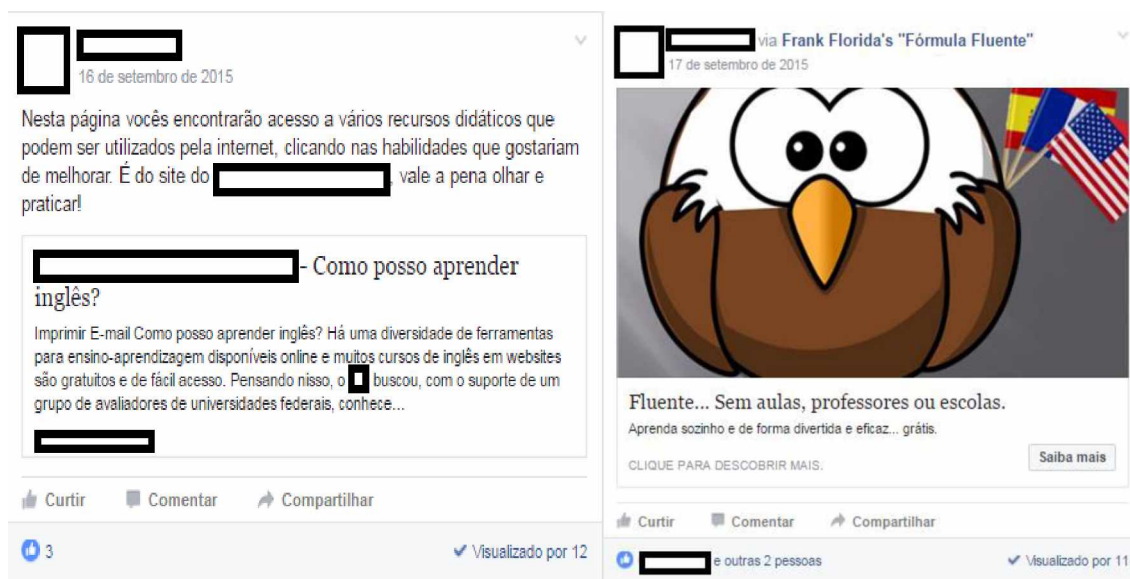 16 de setembro de 2015
Nesta página vocês encontrarão acesso a vários recursos didáticos que
podem ser utilizados pela internet, clicando nas habilidades que gostariam
de melhorar. É do site do , vale a pena olhar e
praticar!
- Como posso aprender
inglês?
Imprimir E-mail Como posso aprender inglês? Há uma diversidade de ferramentas
para ensino-aprendizagem disponíveis online e muitos cursos de inglês em websites
são gratuitos e de fácil acesso. Pensando nisso, o buscou, com o suporte de um
grupo de avaliadores de universidades federais, conhece...
Curtir Comentar Compartilhar
3 Visualizado por 12
via Frank Florida's "Fórmula Fluente"
17 de setembro de 2015
Fluente... Sem aulas, professores ou escolas.
Aprenda sozinho e de forma divertida e eficaz... grátis.
CLIQUE PARA DESCOBRIR MAIS. Saiba mais
Curtir Comentar Compartilhar
e outras 2 pessoas Visualizado por 11